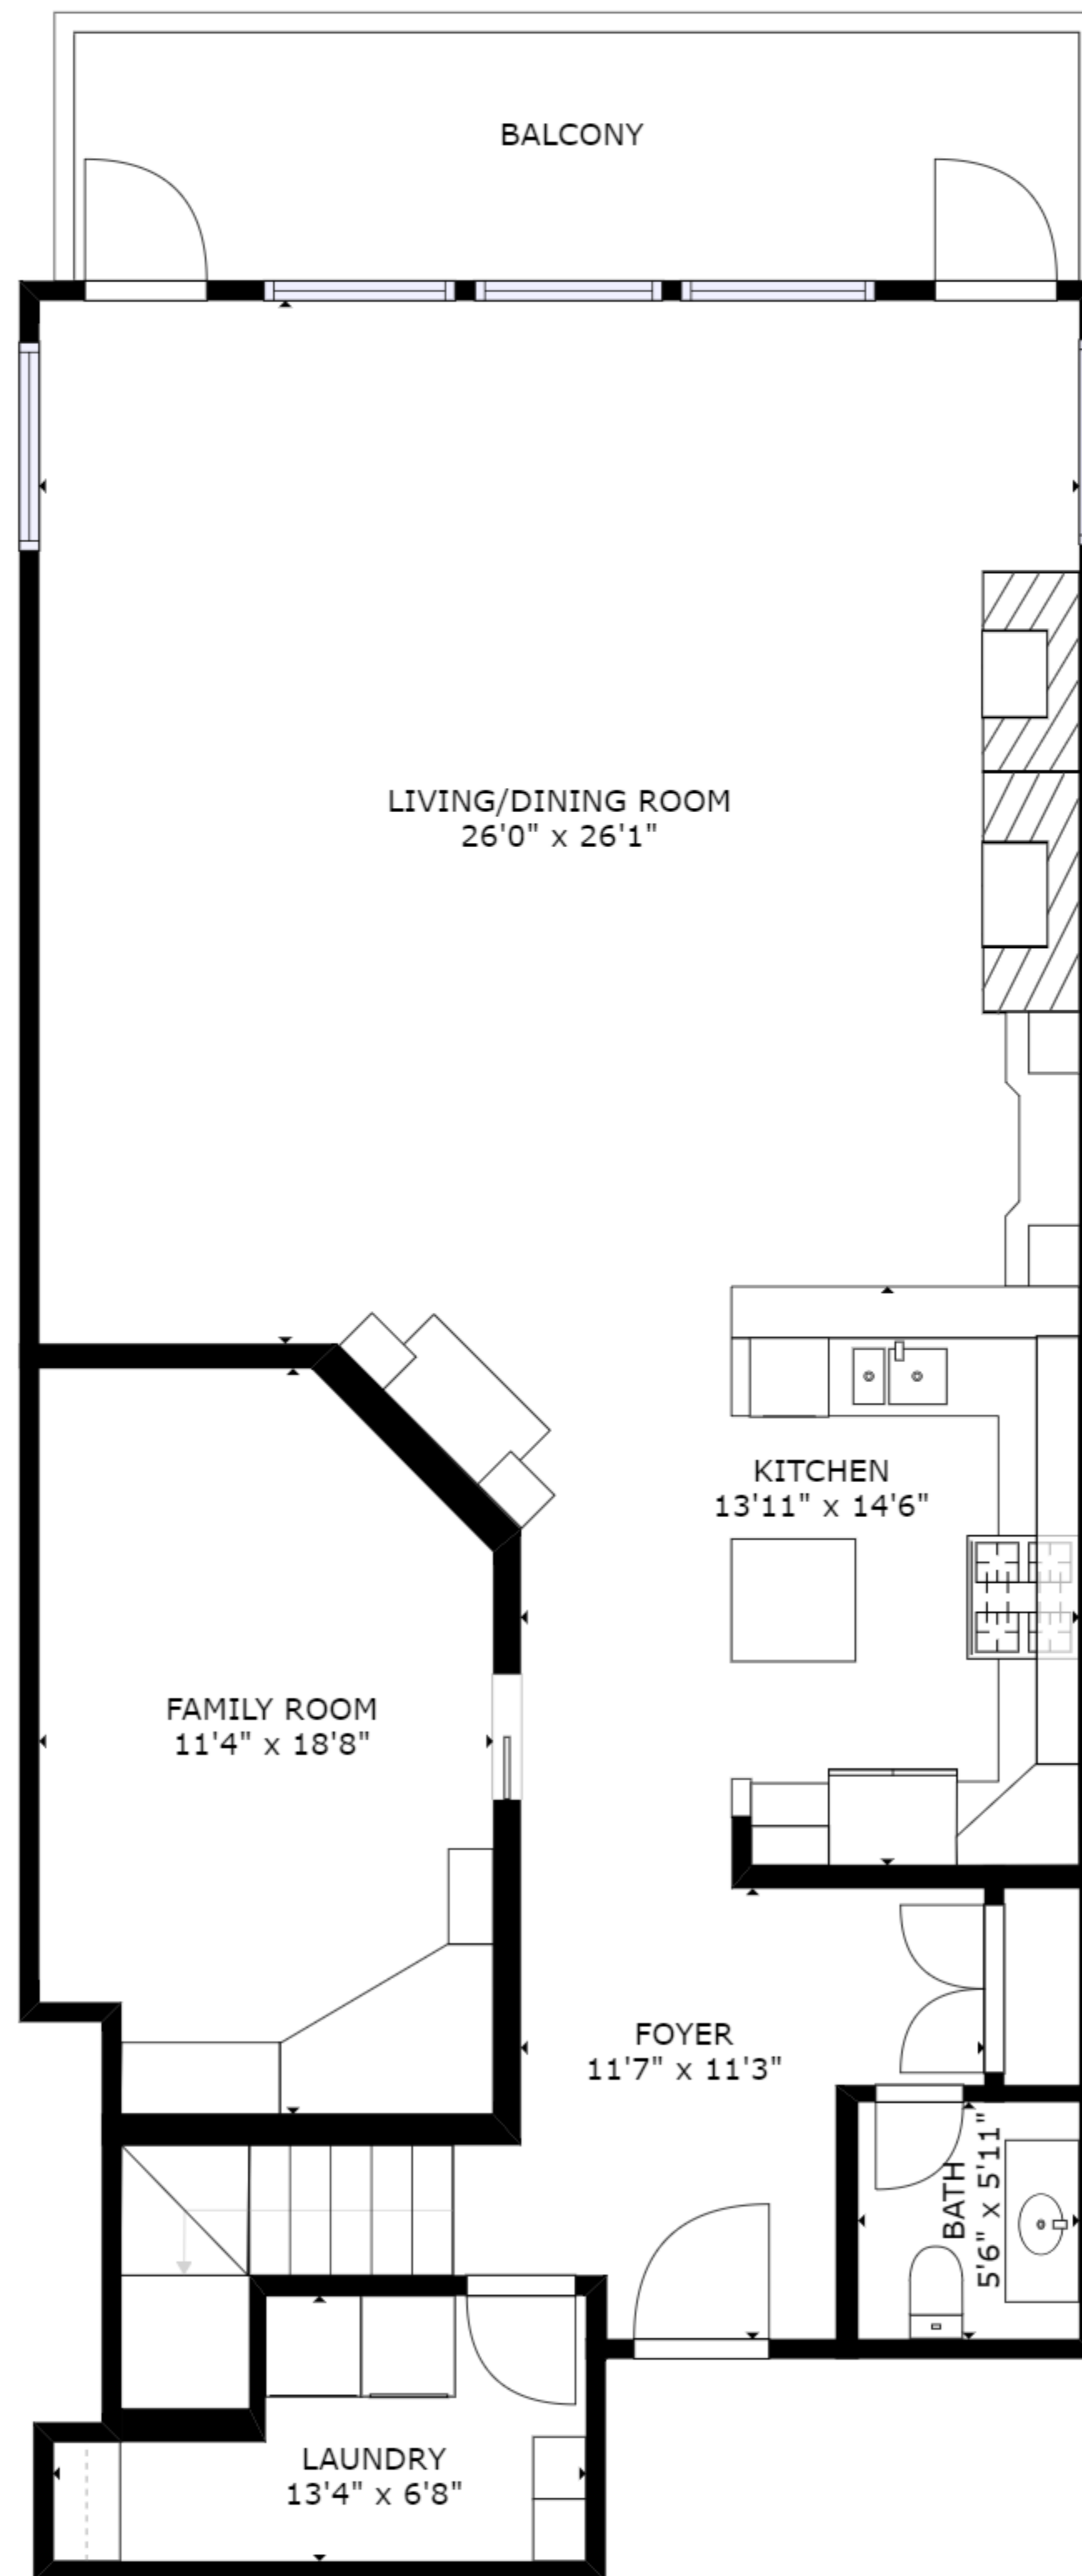 BALCONY
LIVING/DINING ROOM
26'0" x 26'1"
KITCHEN
13'11" x 14'6"
FAMILY ROOM
11'4" x 18'8"
FOYER
11'7" x 11'3"
BATH
5'6" x 5'11"
LAUNDRY
13'4" x 6'8"